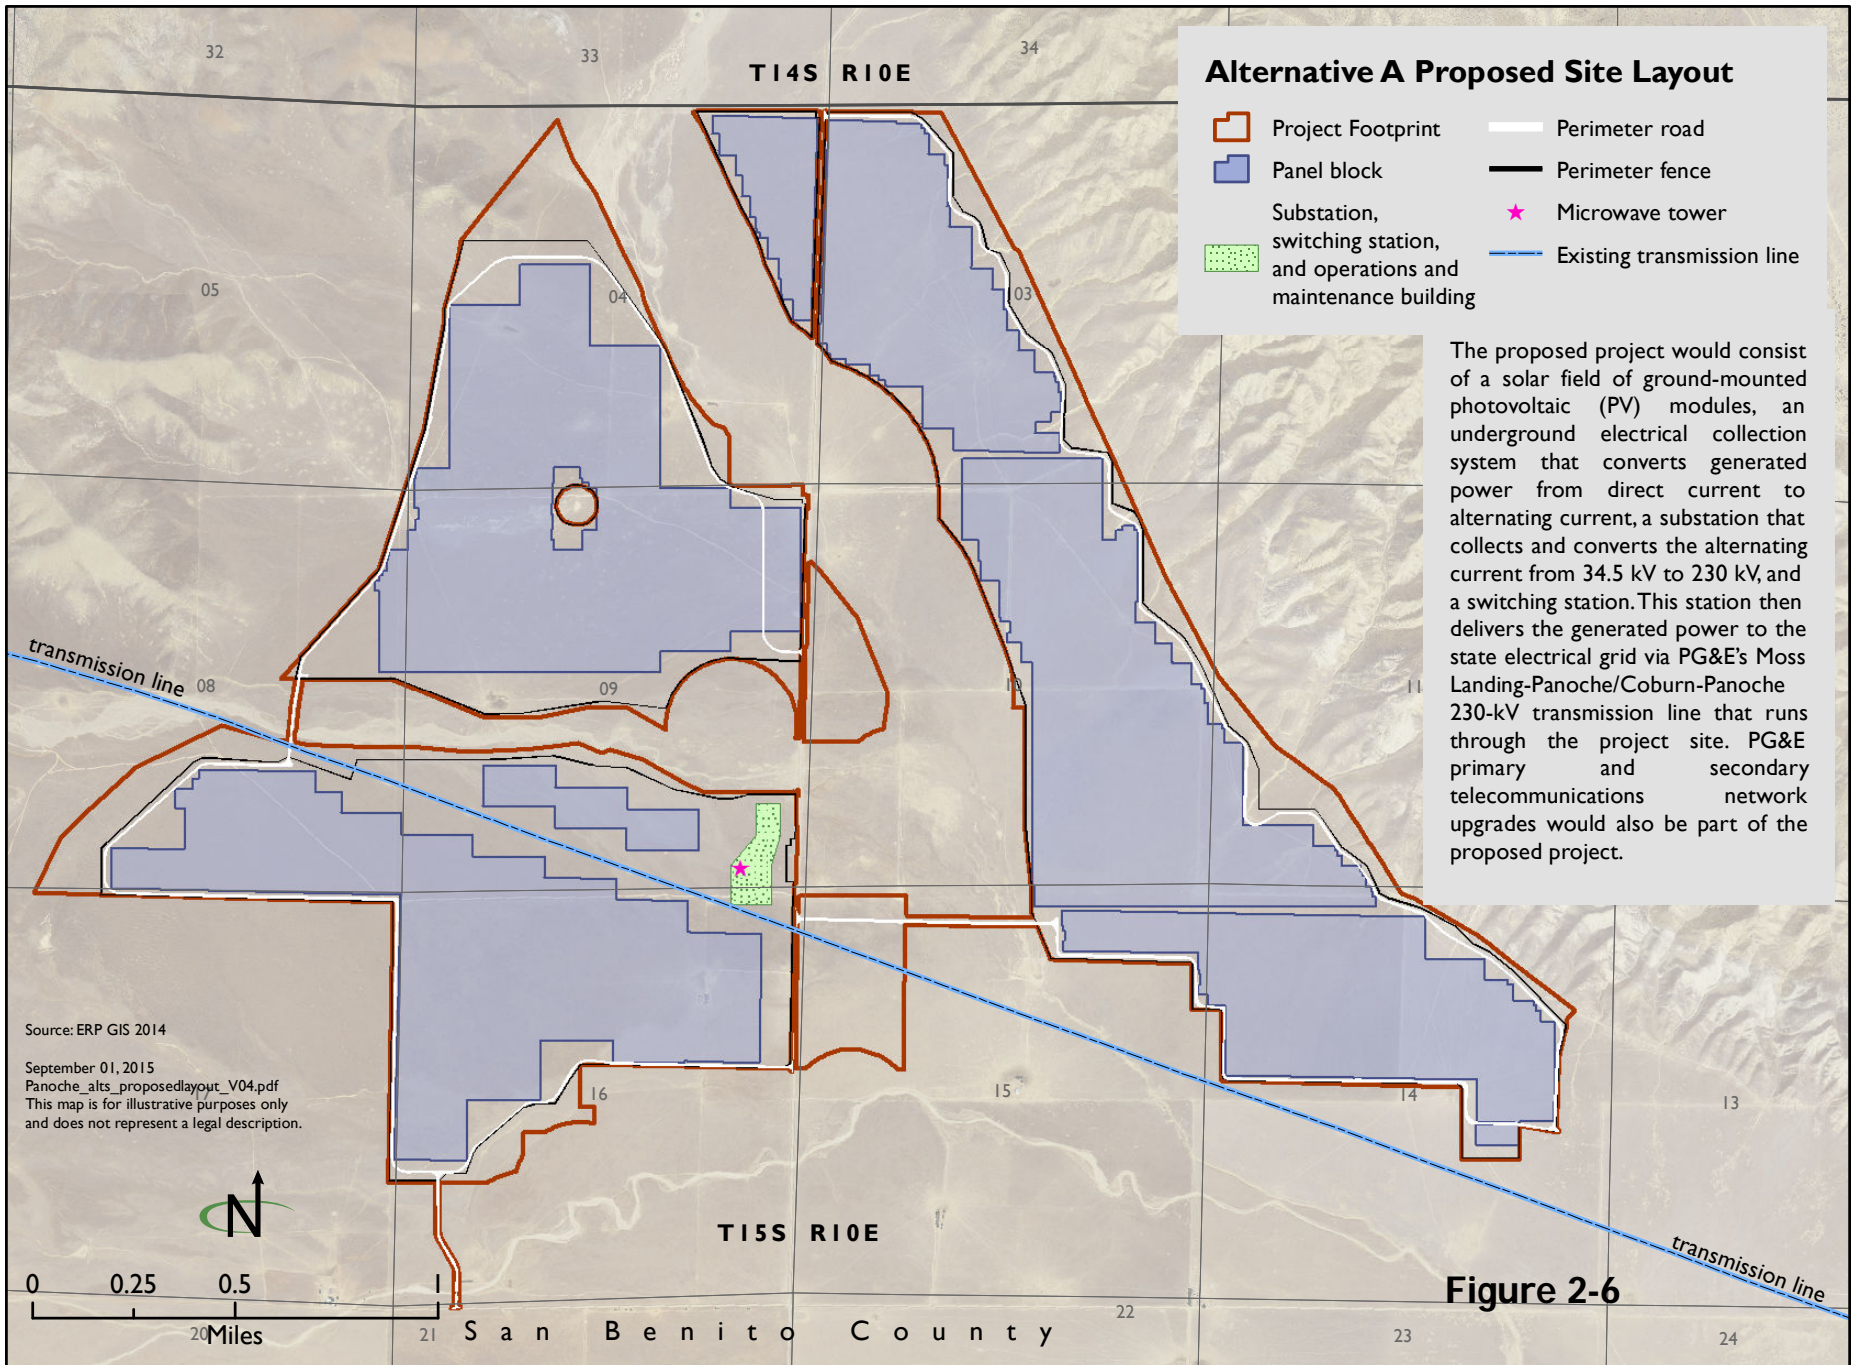 32
33
34
T14S R10E
Alternative A Proposed Site Layout
Project Footprint
Panel block
Substation,
switching station,
and operations and
maintenance building
Perimeter road
Perimeter fence
Microwave tower
Existing transmission line
The proposed project would consist
of a solar field of ground-mounted
photovoltaic (PV) modules, an
underground electrical collection
system that converts generated
power from direct current to
alternating current, a substation that
collects and converts the alternating
current from 34.5 kV to 230 kV, and
a switching station. This station then
delivers the generated power to the
state electrical grid via PG&E's Moss
Landing-Panoche/Coburn-Panoche
230-kV transmission line that runs
through the project site. PG&E
primary and secondary
telecommunications network
upgrades would also be part of the
proposed project.
05
04
03
transmission line
08
09
10
11
Source: ERP GIS 2014
September 01, 2015
Panoche_alts_proposedlayout_V04.pdf
This map is for illustrative purposes only
and does not represent a legal description.
17
16
15
14
13
N
T15S R10E
transmission line
Figure 2-6
0 0.25 0.5 1
Miles
20
21
San Benito County
22
23
24